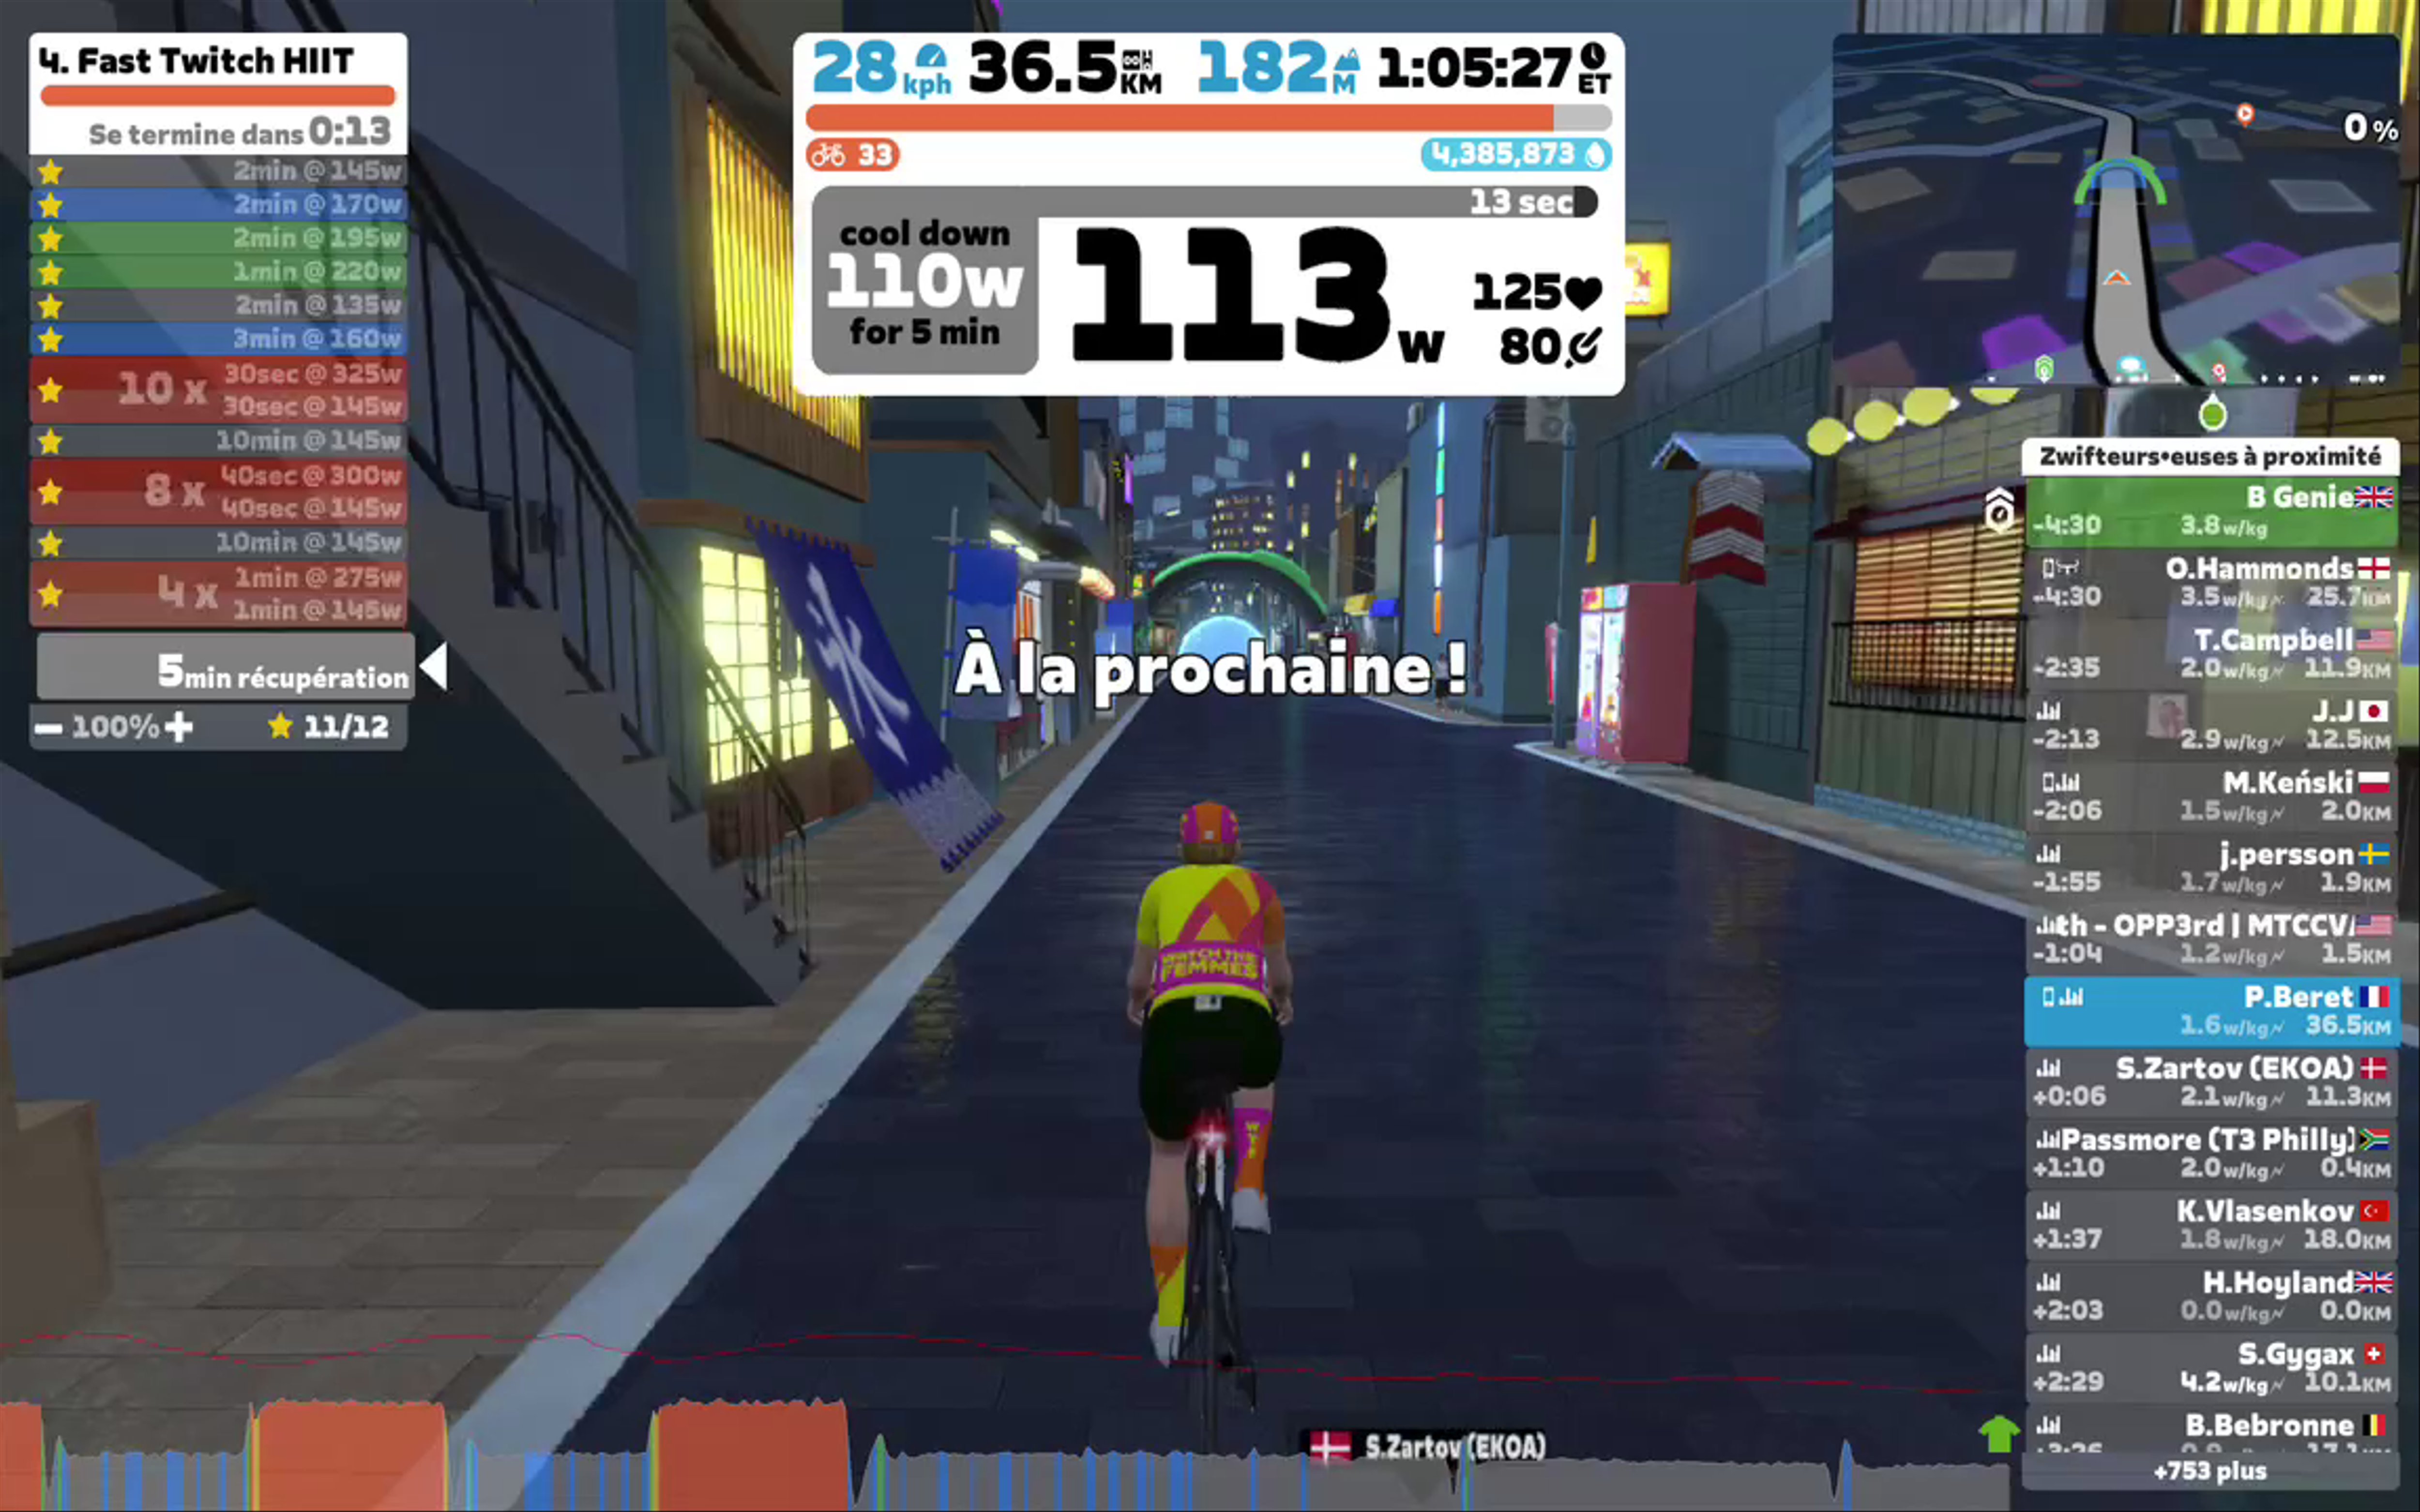 4. Fast Twitch HIIT
Se termine dans 0:13
2min @ 145w
2min @ 170w
2min @ 195w
1min @ 220w
2min @ 135w
3min @ 160w
10 x 30sec @ 325w
30sec @ 145w
10min @ 145w
8 x 40sec @ 300w
40sec @ 145w
10min @ 145w
4 x 1min @ 275w
1min @ 145w
5min récupération
100% 11/12
28 kph 36.5 KM 182 M 1:05:27 ET
33
4,385,873
13 sec
cool down
110w
for 5 min
113 w
125
80
0 %
À la prochaine !
WATCH THE
FEMMES
WTF
S.Zartov (EKOA)
Zwifteurs•euses à proximité
B Genie
-4:30 3.8 w/kg
O.Hammonds
-4:30 3.5 w/kg 25.7 KM
T.Campbell
-2:35 2.0 w/kg 11.9 KM
J.J
-2:13 2.9 w/kg 12.5 KM
M.Keński
-2:06 1.5 w/kg 2.0 KM
j.persson
-1:55 1.7 w/kg 1.9 KM
th - OPP3rd | MTCCV
-1:04 1.2 w/kg 1.5 KM
P.Beret
1.6 w/kg 36.5 KM
S.Zartov (EKOA)
+0:06 2.1 w/kg 11.3 KM
Passmore (T3 Philly)
+1:10 2.0 w/kg 0.4 KM
K.Vlasenkov
+1:37 1.8 w/kg 18.0 KM
H.Hoyland
+2:03 0.0 w/kg 0.0 KM
S.Gygax
+2:29 4.2 w/kg 10.1 KM
B.Bebronne
+753 plus